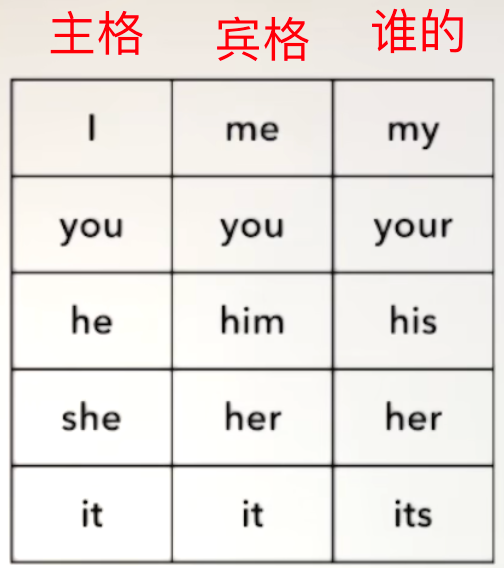 主格 宾格 谁的
I me my
you you your
he him his
she her her
it it its